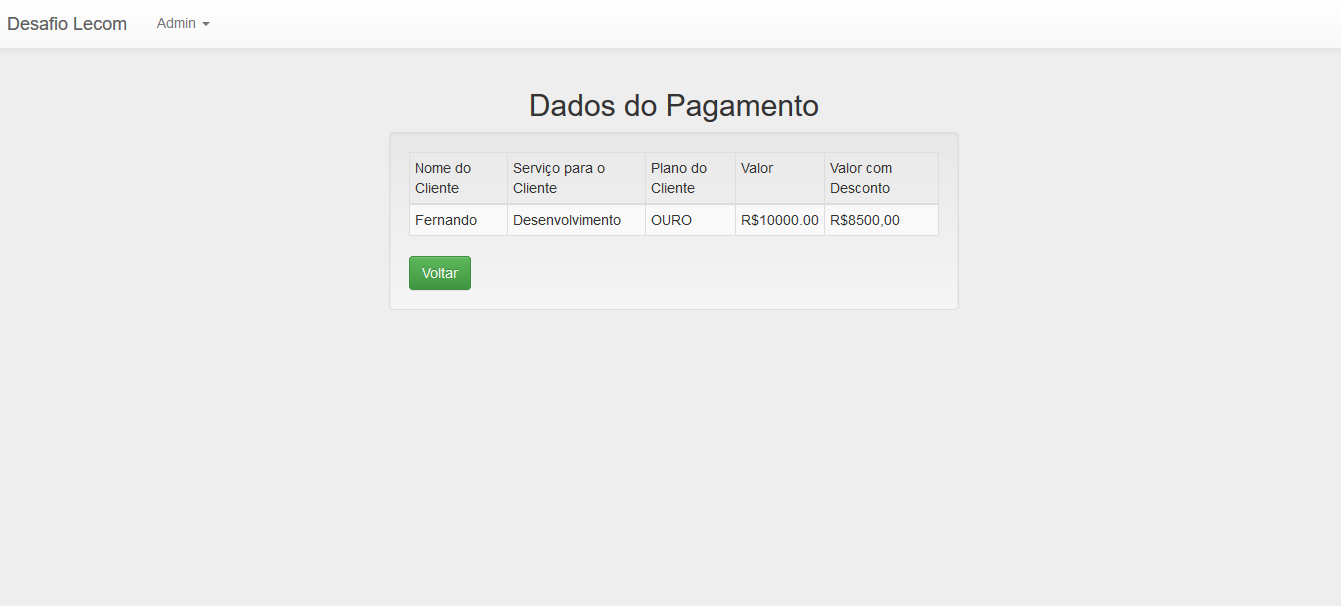 Desafio Lecom Admin
Dados do Pagamento
Nome do Cliente Serviço para o Cliente Plano do Cliente Valor Valor com Desconto
Fernando Desenvolvimento OURO R$10000.00 R$8500,00
Voltar